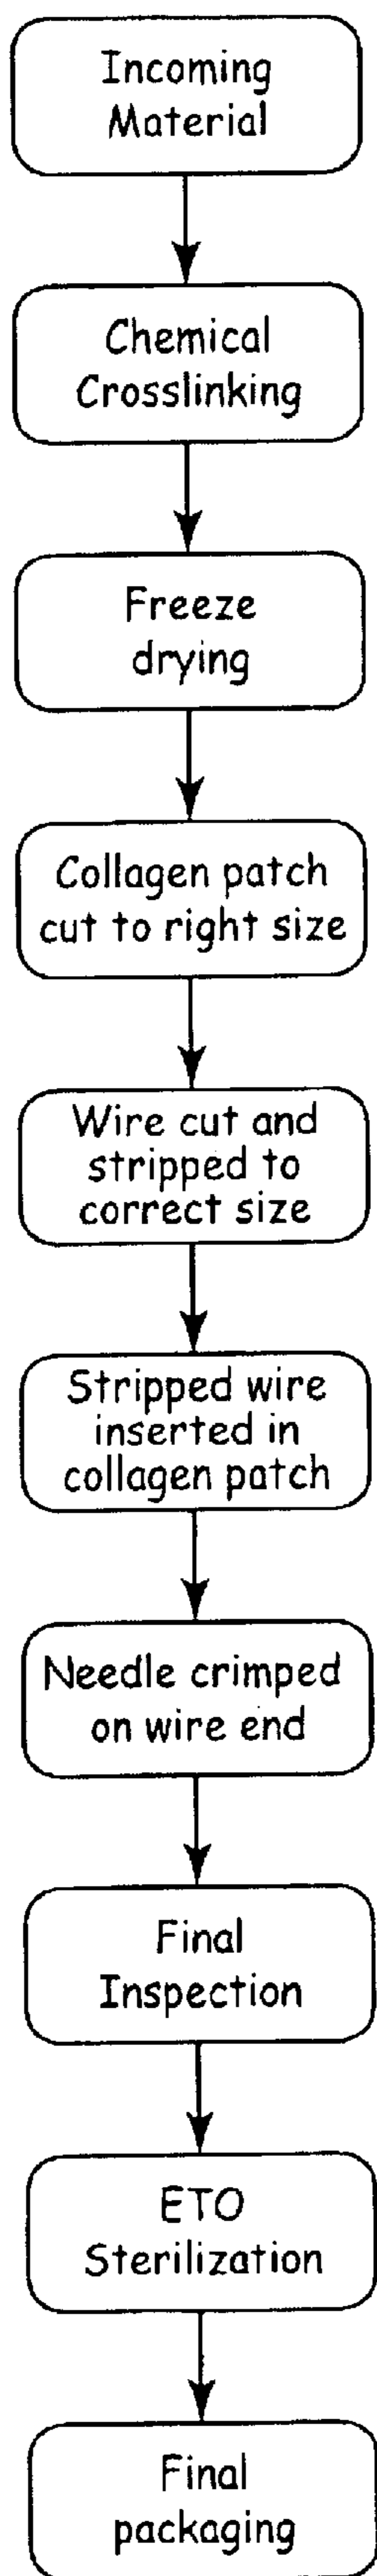 Incoming
Material
Chemical
Crosslinking
Freeze
drying
Collagen patch
cut to right size
Wire cut and
stripped to
correct size
Stripped wire
inserted in
collagen patch
Needle crimped
on wire end
Final
Inspection
ETO
Sterilization
Final
packaging